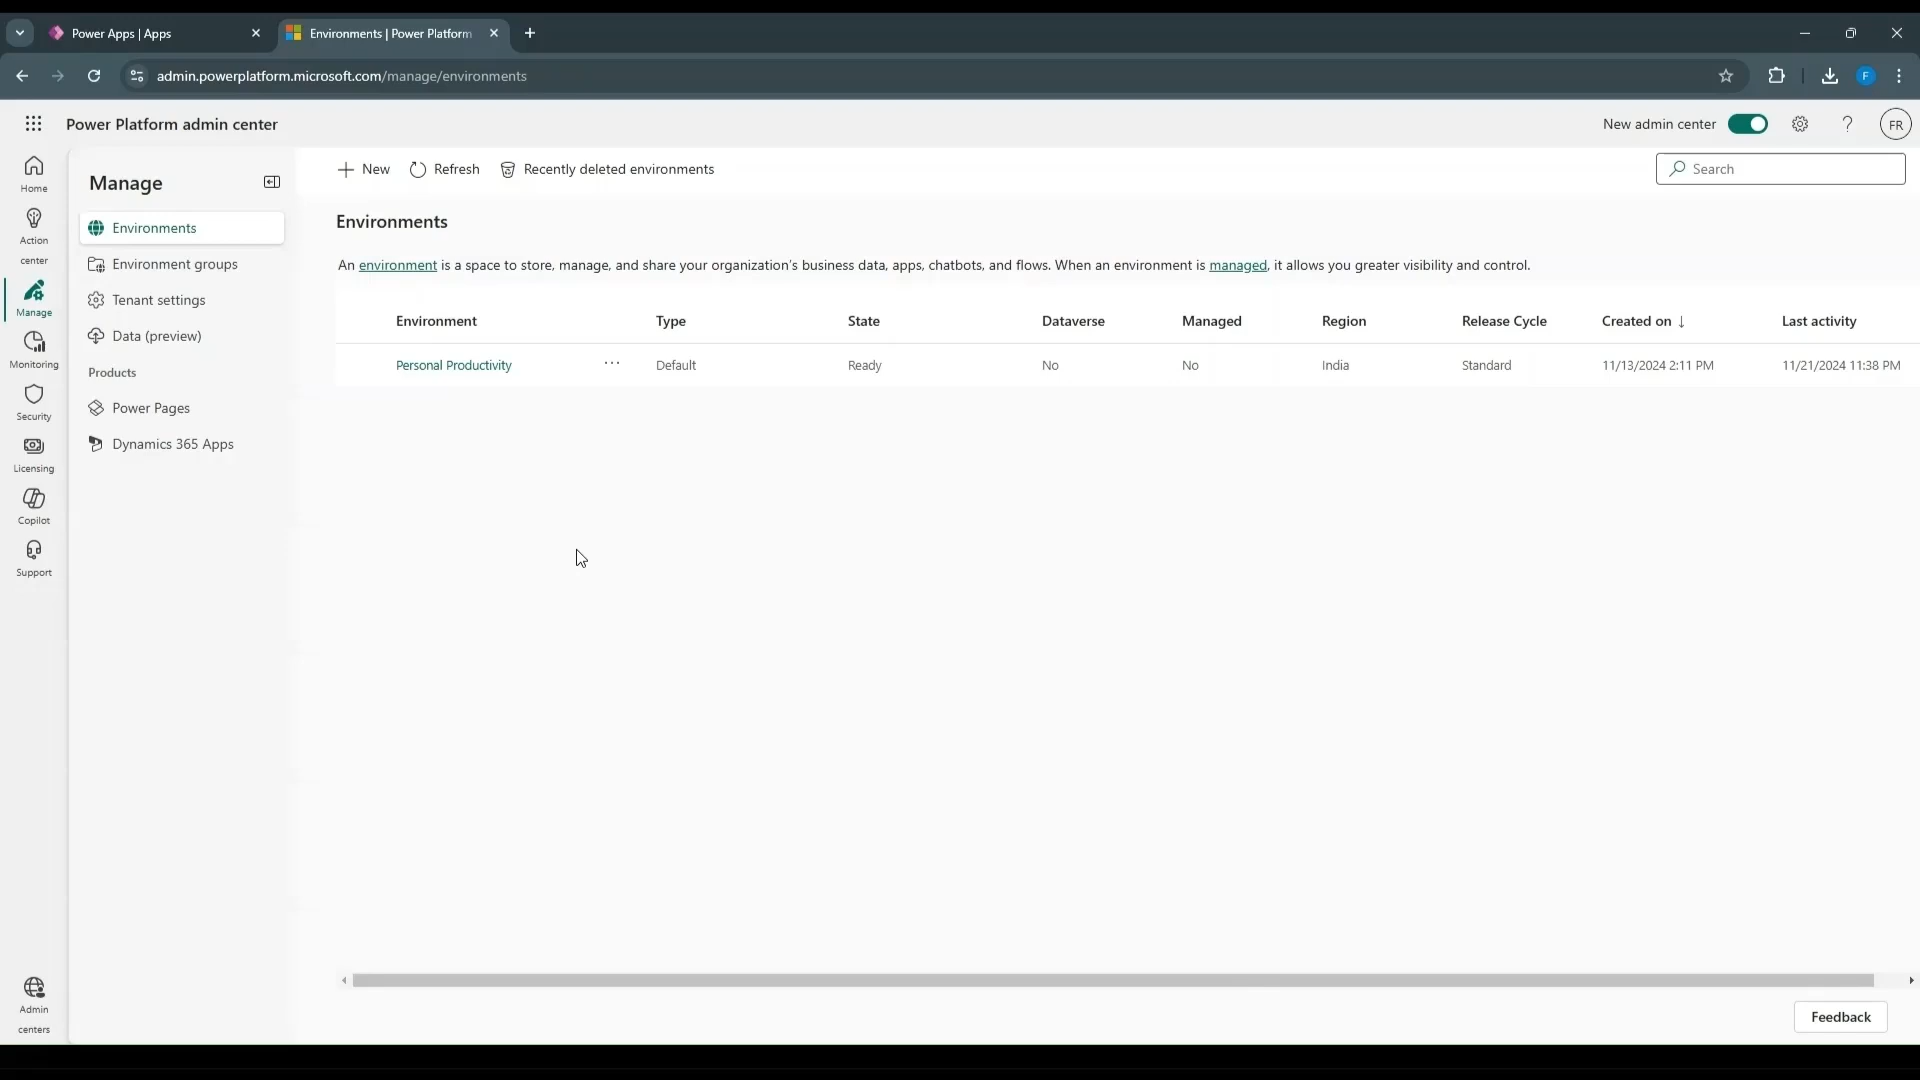 Power Apps | Apps
Environments | Power Platform
admin.powerplatform.microsoft.com/manage/environments
F
Power Platform admin center
New admin center
FR
Home
Action
center
Manage
Monitoring
Security
Licensing
Copilot
Support
Admin
centers
Manage
Environments
Environment groups
Tenant settings
Data (preview)
Products
Power Pages
Dynamics 365 Apps
New Refresh Recently deleted environments
Search
Environments
An environment is a space to store, manage, and share your organization's business data, apps, chatbots, and flows. When an environment is managed, it allows you greater visibility and control.
Environment Type State Dataverse Managed Region Release Cycle Created on ↓ Last activity
Personal Productivity ... Default Ready No No India Standard 11/13/2024 2:11 PM 11/21/2024 11:38 PM
Feedback